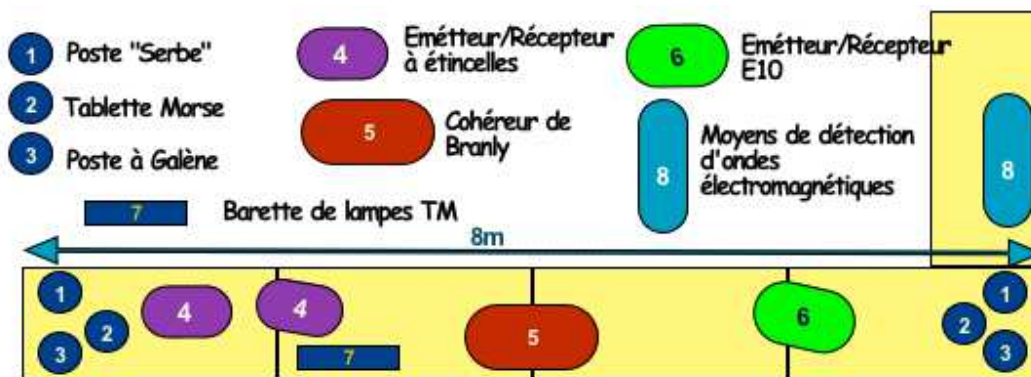 1 Poste "Serbe"
2 Tablette Morse
3 Poste à Galène
4 Emétteur/Récepteur
à étincelles
5 Cohéreur de
Branly
6 Emétteur/Récepteur
E10
8 Moyens de détection
d'ondes
électromagnétiques
8
7 Barette de lampes TM
8m
1
2
3
4
4
7
5
6
1
2
3